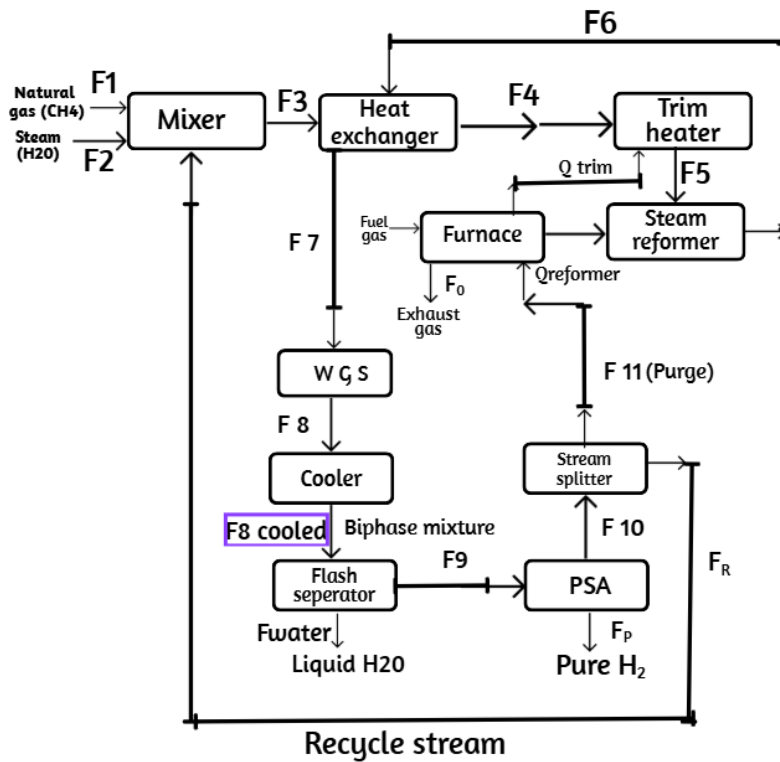 F6
Natural
gas (CH4)
F1
Mixer
F3
Heat
exchanger
F4
Trim
heater
Steam
(H20)
F2
Q trim
F5
Fuel
gas
Furnace
Steam
reformer
F 7
F0
Qreformer
Exhaust
gas
W G S
F 11 (Purge)
F 8
Cooler
Stream
splitter
F8 cooled
Biphase mixture
F 10
F9
FR
Flash
seperator
PSA
Fwater
FP
Liquid H20
Pure H2
Recycle stream